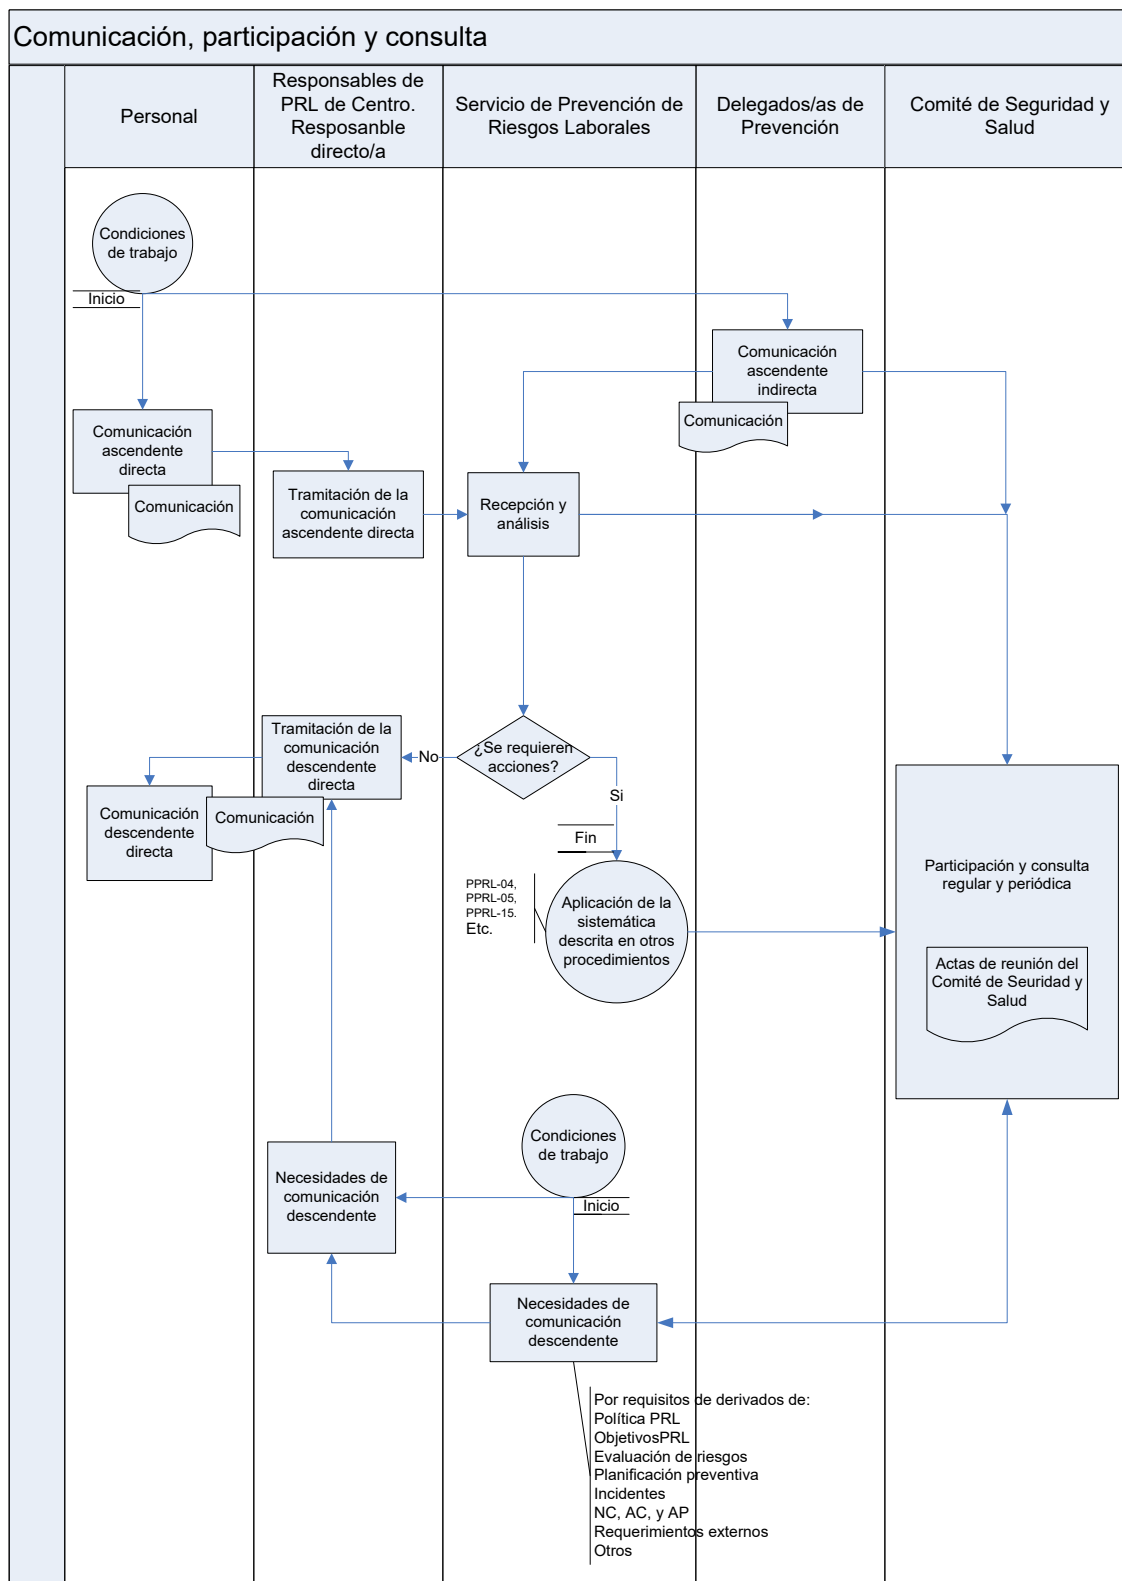 Comunicación, participación y consulta
Personal
Responsables de
PRL de Centro.
Resposanble
directo/a
Servicio de Prevención de
Riesgos Laborales
Delegados/as de
Prevención
Comité de Seguridad y
Salud
Condiciones
de trabajo
Inicio
Comunicación
ascendente
indirecta
Comunicación
Comunicación
ascendente
directa
Comunicación
Tramitación de la
comunicación
ascendente directa
Recepción y
análisis
Tramitación de la
comunicación
descendente
directa
No
¿Se requieren
acciones?
Si
Comunicación
descendente
directa
Comunicación
Fin
PPRL-04,
PPRL-05,
PPRL-15.
Etc.
Aplicación de la
sistemática
descrita en otros
procedimientos
Participación y consulta
regular y periódica
Actas de reunión del
Comité de Seuridad y
Salud
Condiciones
de trabajo
Inicio
Necesidades de
comunicación
descendente
Necesidades de
comunicación
descendente
Por requisitos de derivados de:
Política PRL
ObjetivosPRL
Evaluación de riesgos
Planificación preventiva
Incidentes
NC, AC, y AP
Requerimientos externos
Otros